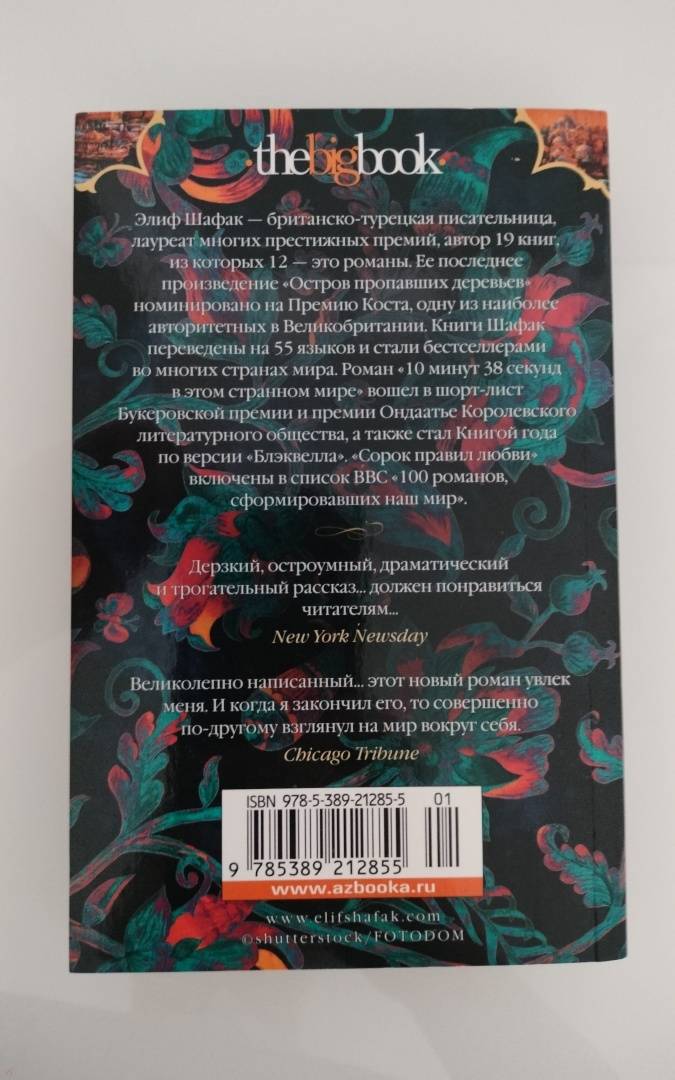 ·thebigbook·
Элиф Шафак — британско-турецкая писательница,
лауреат многих престижных премий, автор 19 книг,
из которых 12 — это романы. Ее последнее
произведение «Остров пропавших деревьев»
номинировано на Премию Коста, одну из наиболее
авторитетных в Великобритании. Книги Шафак
переведены на 55 языков и стали бестселлерами
во многих странах мира. Роман «10 минут 38 секунд
в этом странном мире» вошел в шорт-лист
Букеровской премии и премии Ондаатье Королевского
литературного общества, а также стал Книгой года
по версии «Блэквелла». «Сорок правил любви»
включены в список BBC «100 романов,
сформировавших наш мир».
Дерзкий, остроумный, драматический
и трогательный рассказ... должен понравиться
читателям...
New York Newsday
Великолепно написанный... этот новый роман увлек
меня. И когда я закончил его, то совершенно
по-другому взглянул на мир вокруг себя.
Chicago Tribune
ISBN 978-5-389-21285-5 01
9 785389 212855
www.azbooka.ru
www.elifshafak.com
©shutterstock/FOTODOM